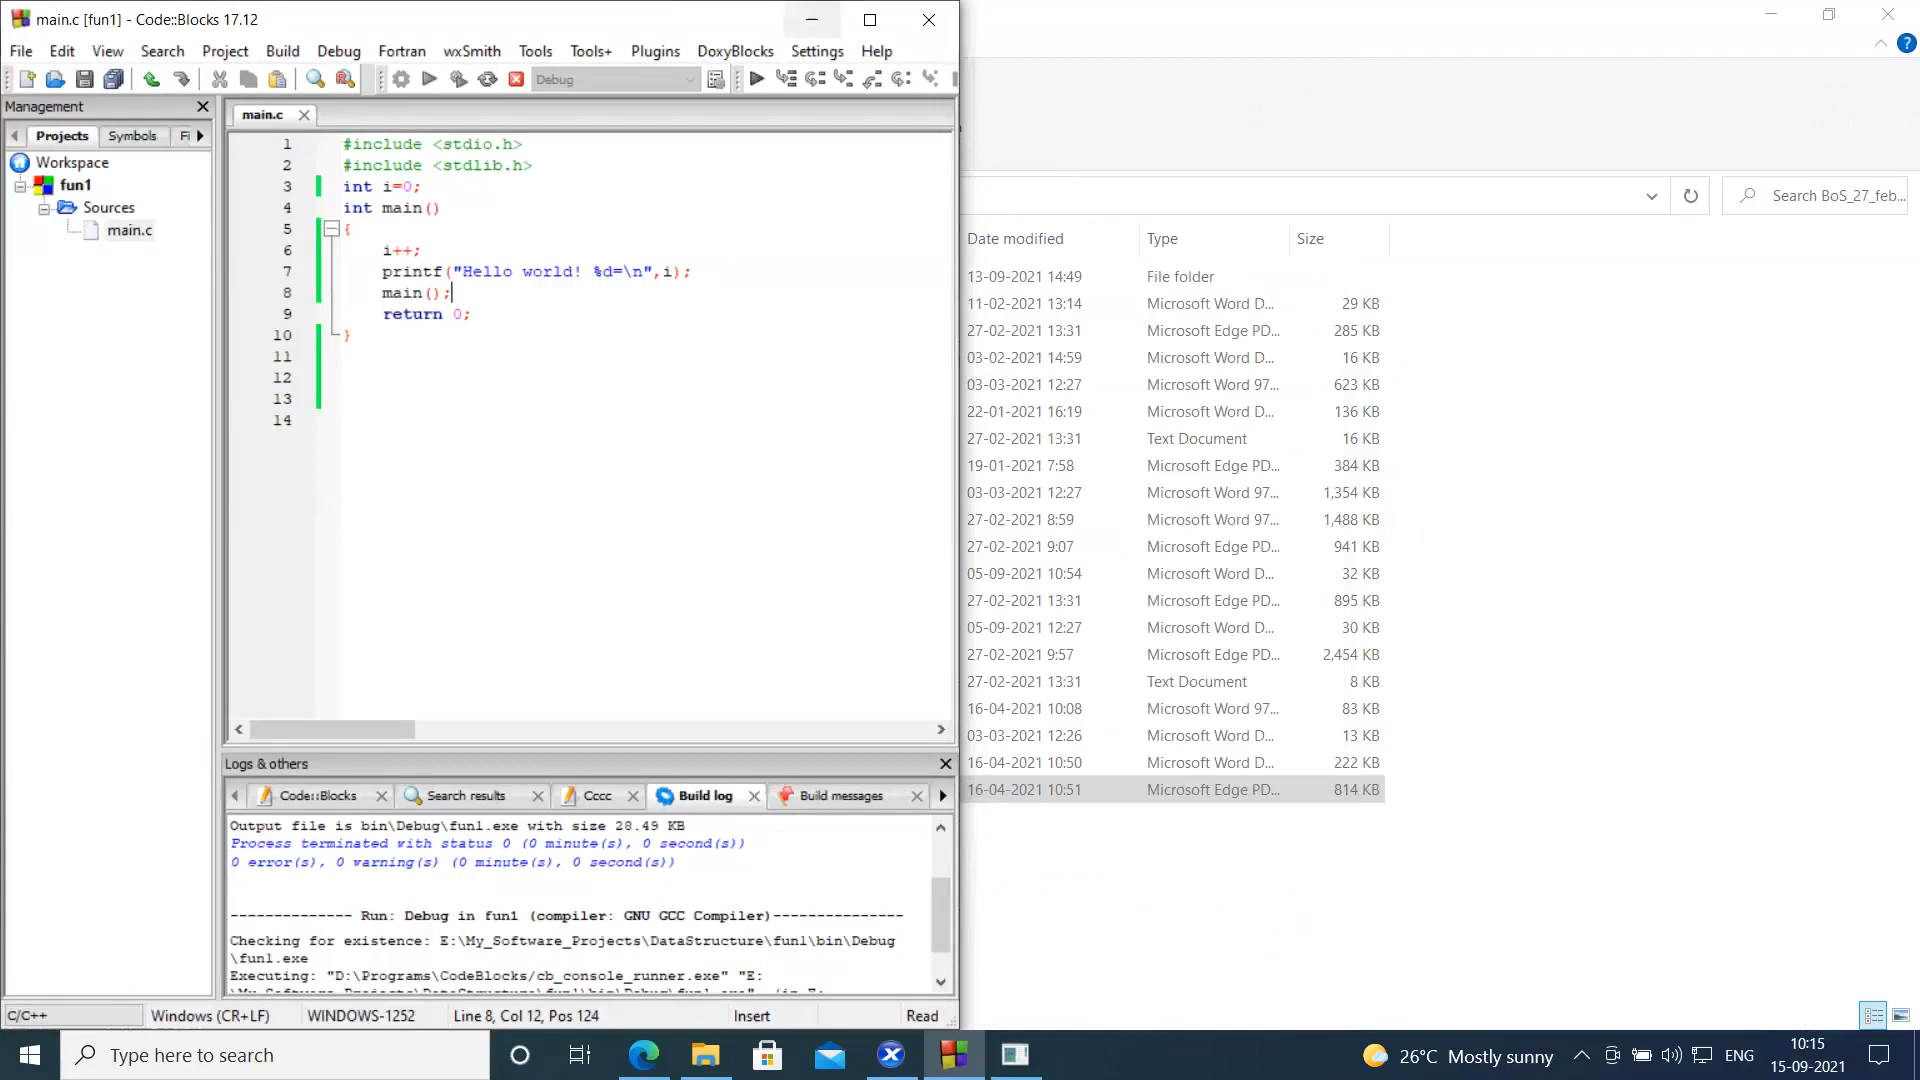 main.c [fun1] - Code::Blocks 17.12
File Edit View Search Project Build Debug Fortran wxSmith Tools Tools+ Plugins DoxyBlocks Settings Help
Debug
Management
Projects Symbols Fi
Workspace
fun1
Sources
main.c
main.c
1 #include <stdio.h>
2 #include <stdlib.h>
3 int i=0;
4 int main()
5 {
6 i++;
7 printf("Hello world! %d=\n",i);
8 main();
9 return 0;
10 }
11
12
13
14
Logs & others
Code::Blocks Search results Cccc Build log Build messages
Output file is bin\Debug\fun1.exe with size 28.49 KB
Process terminated with status 0 (0 minute(s), 0 second(s))
0 error(s), 0 warning(s) (0 minute(s), 0 second(s))
-------------- Run: Debug in fun1 (compiler: GNU GCC Compiler)---------------
Checking for existence: E:\My_Software_Projects\DataStructure\fun1\bin\Debug
\fun1.exe
Executing: "D:\Programs\CodeBlocks/cb_console_runner.exe" "E:
C/C++ Windows (CR+LF) WINDOWS-1252 Line 8, Col 12, Pos 124 Insert Read
Search BoS_27_feb...
Date modified Type Size
13-09-2021 14:49 File folder
11-02-2021 13:14 Microsoft Word D... 29 KB
27-02-2021 13:31 Microsoft Edge PD... 285 KB
03-02-2021 14:59 Microsoft Word D... 16 KB
03-03-2021 12:27 Microsoft Word 97... 623 KB
22-01-2021 16:19 Microsoft Word D... 136 KB
27-02-2021 13:31 Text Document 16 KB
19-01-2021 7:58 Microsoft Edge PD... 384 KB
03-03-2021 12:27 Microsoft Word 97... 1,354 KB
27-02-2021 8:59 Microsoft Word 97... 1,488 KB
27-02-2021 9:07 Microsoft Edge PD... 941 KB
05-09-2021 10:54 Microsoft Word D... 32 KB
27-02-2021 13:31 Microsoft Edge PD... 895 KB
05-09-2021 12:27 Microsoft Word D... 30 KB
27-02-2021 9:57 Microsoft Edge PD... 2,454 KB
27-02-2021 13:31 Text Document 8 KB
16-04-2021 10:08 Microsoft Word 97... 83 KB
03-03-2021 12:26 Microsoft Word D... 13 KB
16-04-2021 10:50 Microsoft Word D... 222 KB
16-04-2021 10:51 Microsoft Edge PD... 814 KB
Type here to search
26°C Mostly sunny
ENG
10:15
15-09-2021